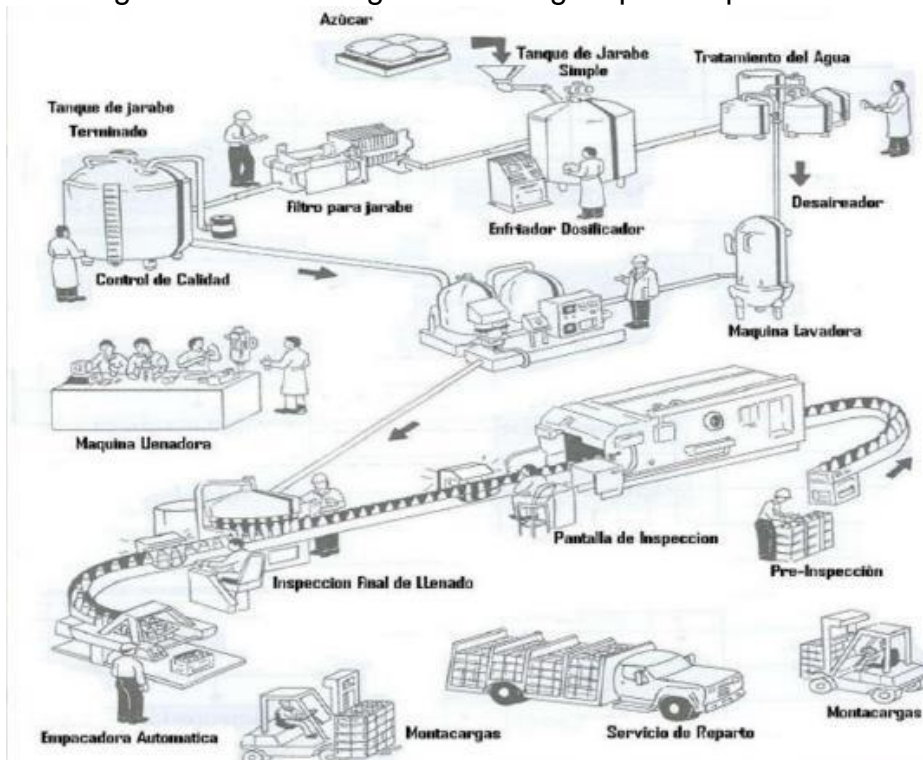 Azúcar
Tanque de Jarabe
Simple
Tratamiento del Agua
Tanque de jarabe
Terminado
Filtro para jarabe
Enfriador Dosificador
Desaireador
Control de Calidad
Maquina Lavadora
Maquina Uenadora
Pantalla de Inspeccion
Pre-Inspecciòn
Inspeccion Final de Llenado
Empacadora Automatica
Montacargas
Servicio de Reparto
Montacargas